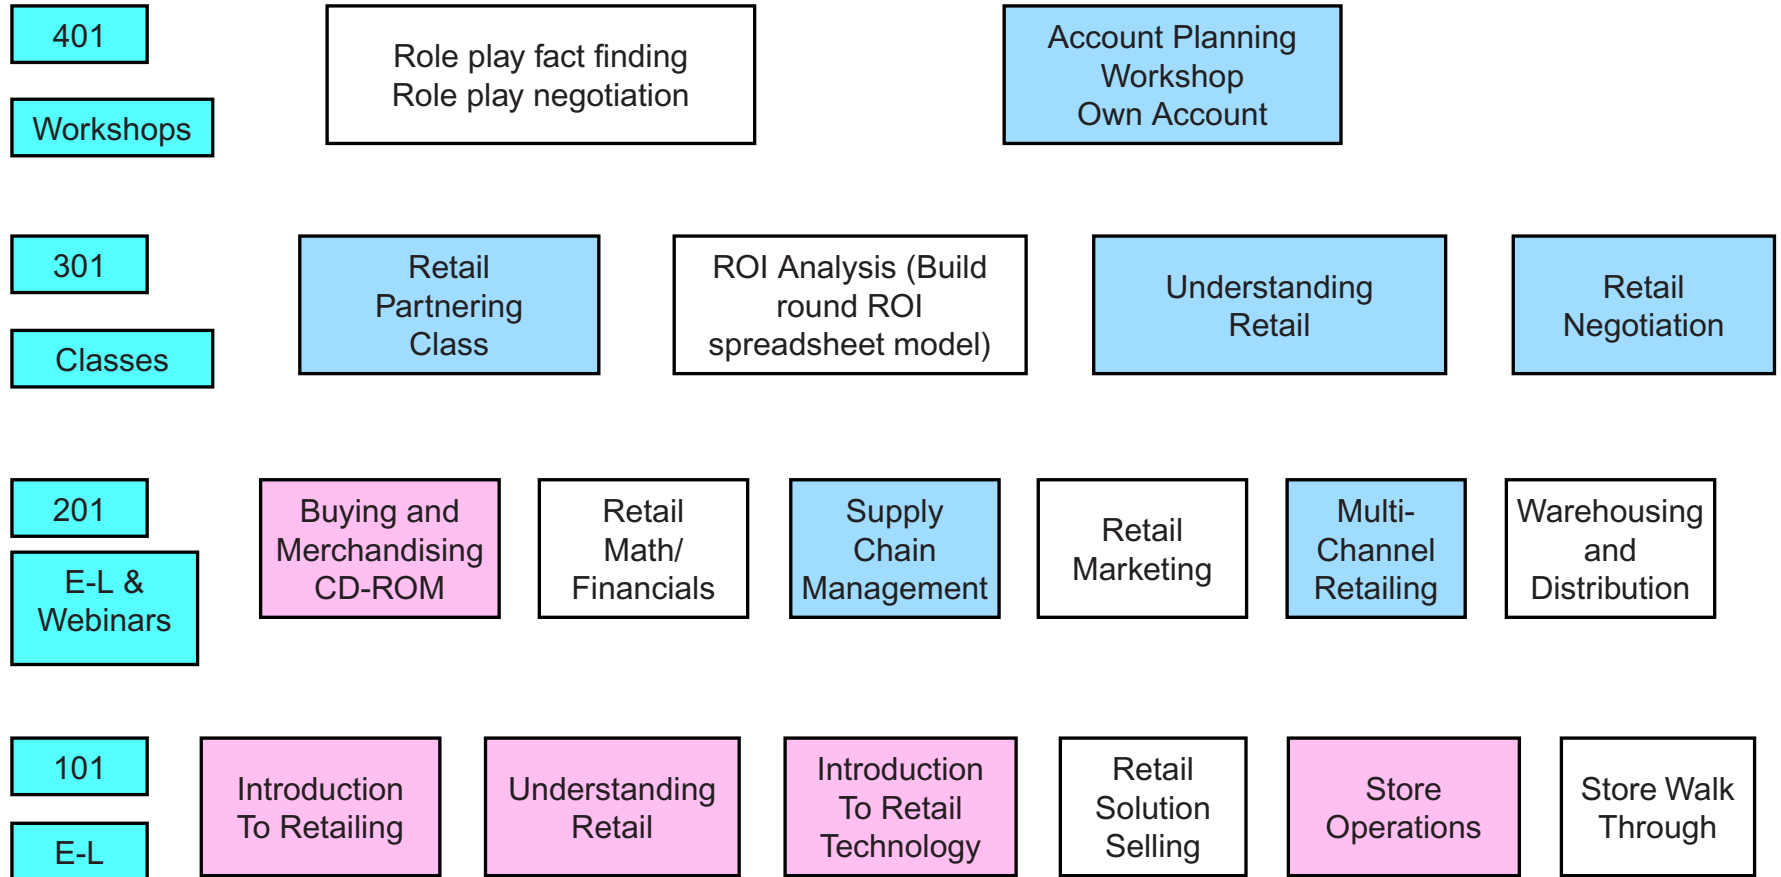 401
Workshops
Role play fact finding
Role play negotiation
Account Planning
Workshop
Own Account
301
Classes
Retail
Partnering
Class
ROI Analysis (Build
round ROI
spreadsheet model)
Understanding
Retail
Retail
Negotiation
201
E-L &
Webinars
Buying and
Merchandising
CD-ROM
Retail
Math/
Financials
Supply
Chain
Management
Retail
Marketing
Multi-
Channel
Retailing
Warehousing
and
Distribution
101
E-L
Introduction
To Retailing
Understanding
Retail
Introduction
To Retail
Technology
Retail
Solution
Selling
Store
Operations
Store Walk
Through